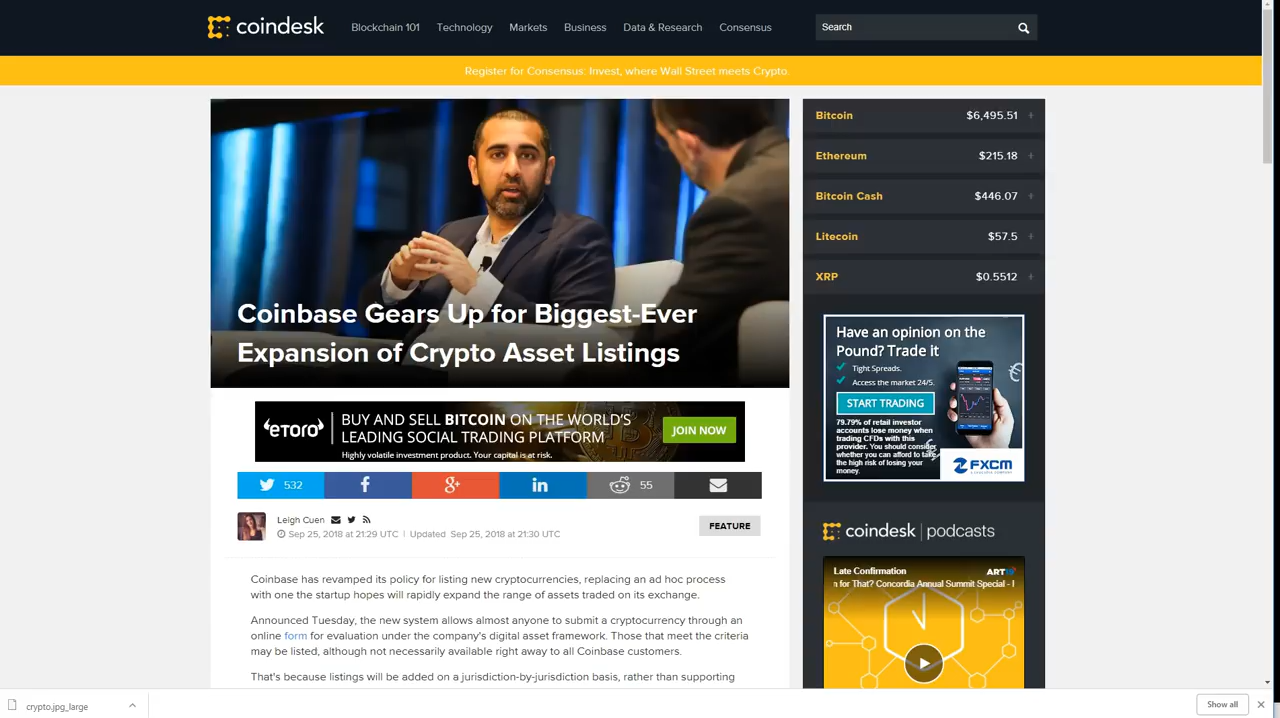 coindesk
Blockchain 101 Technology Markets Business Data & Research Consensus
Search
Register for Consensus: Invest, where Wall Street meets Crypto.
Coinbase Gears Up for Biggest-Ever
Expansion of Crypto Asset Listings
eTORO
BUY AND SELL BITCOIN ON THE WORLD'S
LEADING SOCIAL TRADING PLATFORM
Highly volatile investment product. Your capital is at risk.
JOIN NOW
532
55
Leigh Cuen
Sep 25, 2018 at 21:29 UTC | Updated Sep 25, 2018 at 21:30 UTC
FEATURE
Coinbase has revamped its policy for listing new cryptocurrencies, replacing an ad hoc process
with one the startup hopes will rapidly expand the range of assets traded on its exchange.
Announced Tuesday, the new system allows almost anyone to submit a cryptocurrency through an
online form for evaluation under the company's digital asset framework. Those that meet the criteria
may be listed, although not necessarily available right away to all Coinbase customers.
That's because listings will be added on a jurisdiction-by-jurisdiction basis, rather than supporting
Bitcoin $6,495.51 +
Ethereum $215.18 +
Bitcoin Cash $446.07 +
Litecoin $57.5 +
XRP $0.5512 +
Have an opinion on the
Pound? Trade it
Tight Spreads.
Access the market 24/5.
START TRADING
79.79% of retail investor
accounts lose money when
trading CFDs with this
provider. You should consider
whether you can afford to take
the high risk of losing your
money.
FXCM
coindesk | podcasts
Late Confirmation
n for That? Concordia Annual Summit Special -
crypto.jpg_large
Show all